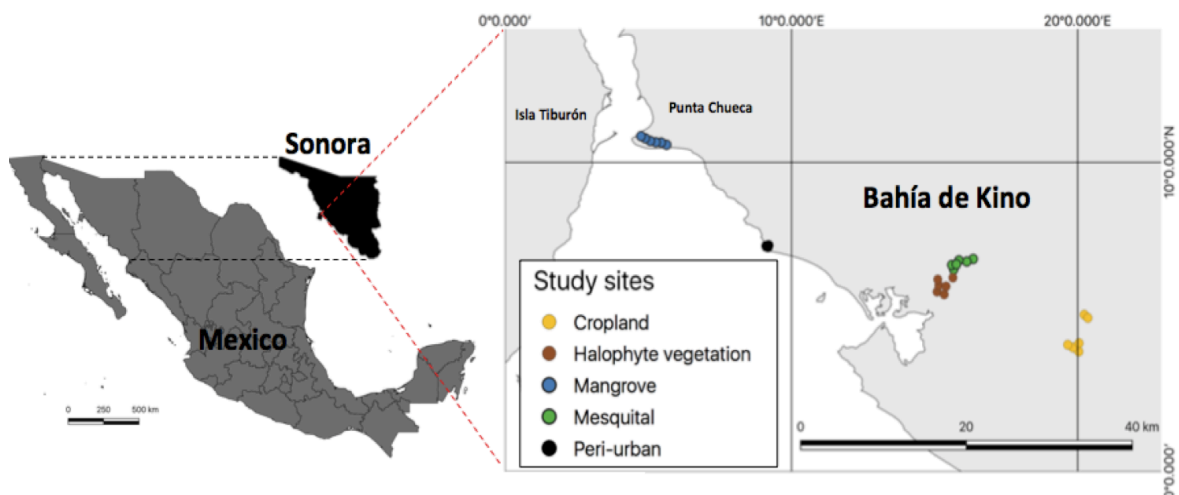 0°0.000'
10°0.000'E
20°0.000'E
Isla Tiburón
Punta Chueca
Sonora
10°0.000'N
Bahía de Kino
Study sites
Cropland
Halophyte vegetation
Mangrove
Mesquital
Peri-urban
Mexico
0 250 500 km
0 20 40 km
0°0.000'